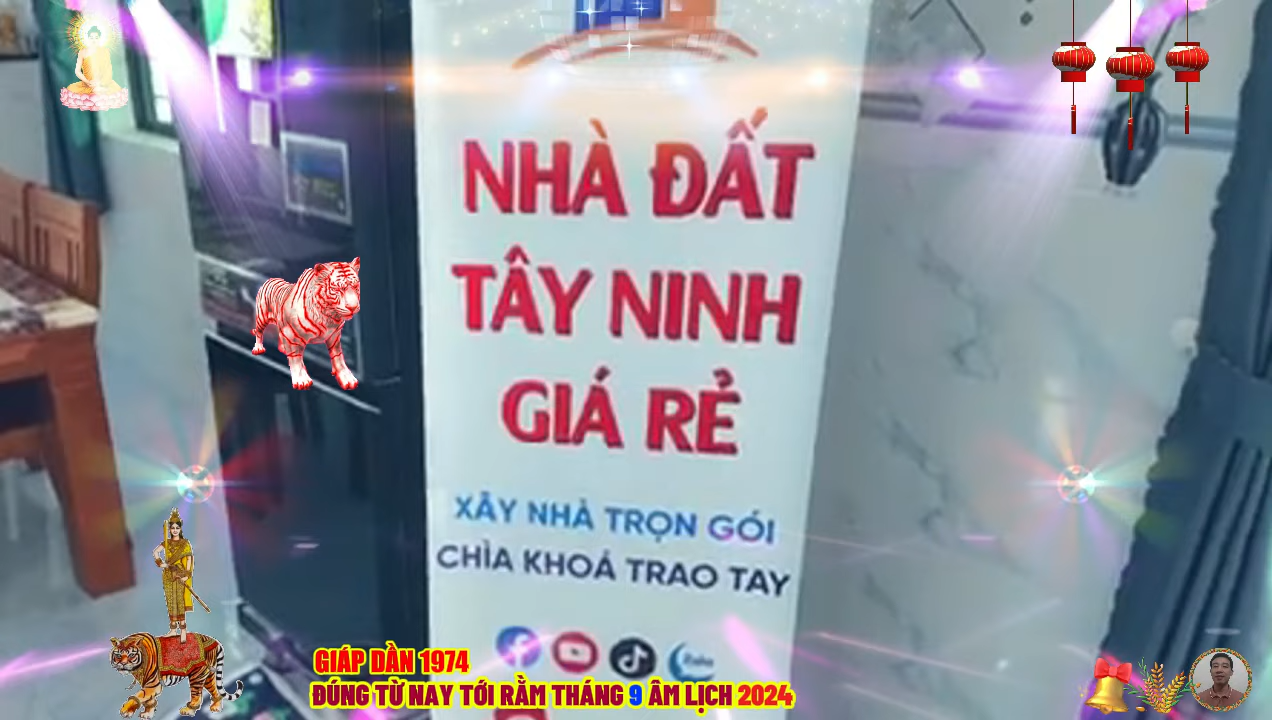 NHÀ ĐẤT
TÂY NINH
GIÁ RẺ
XÂY NHÀ TRỌN GÓI
CHÌA KHOÁ TRAO TAY
Zalo
GIÁP DẦN 1974
ĐÚNG TỪ NAY TỚI RẰM THÁNG 9 ÂM LỊCH 2024